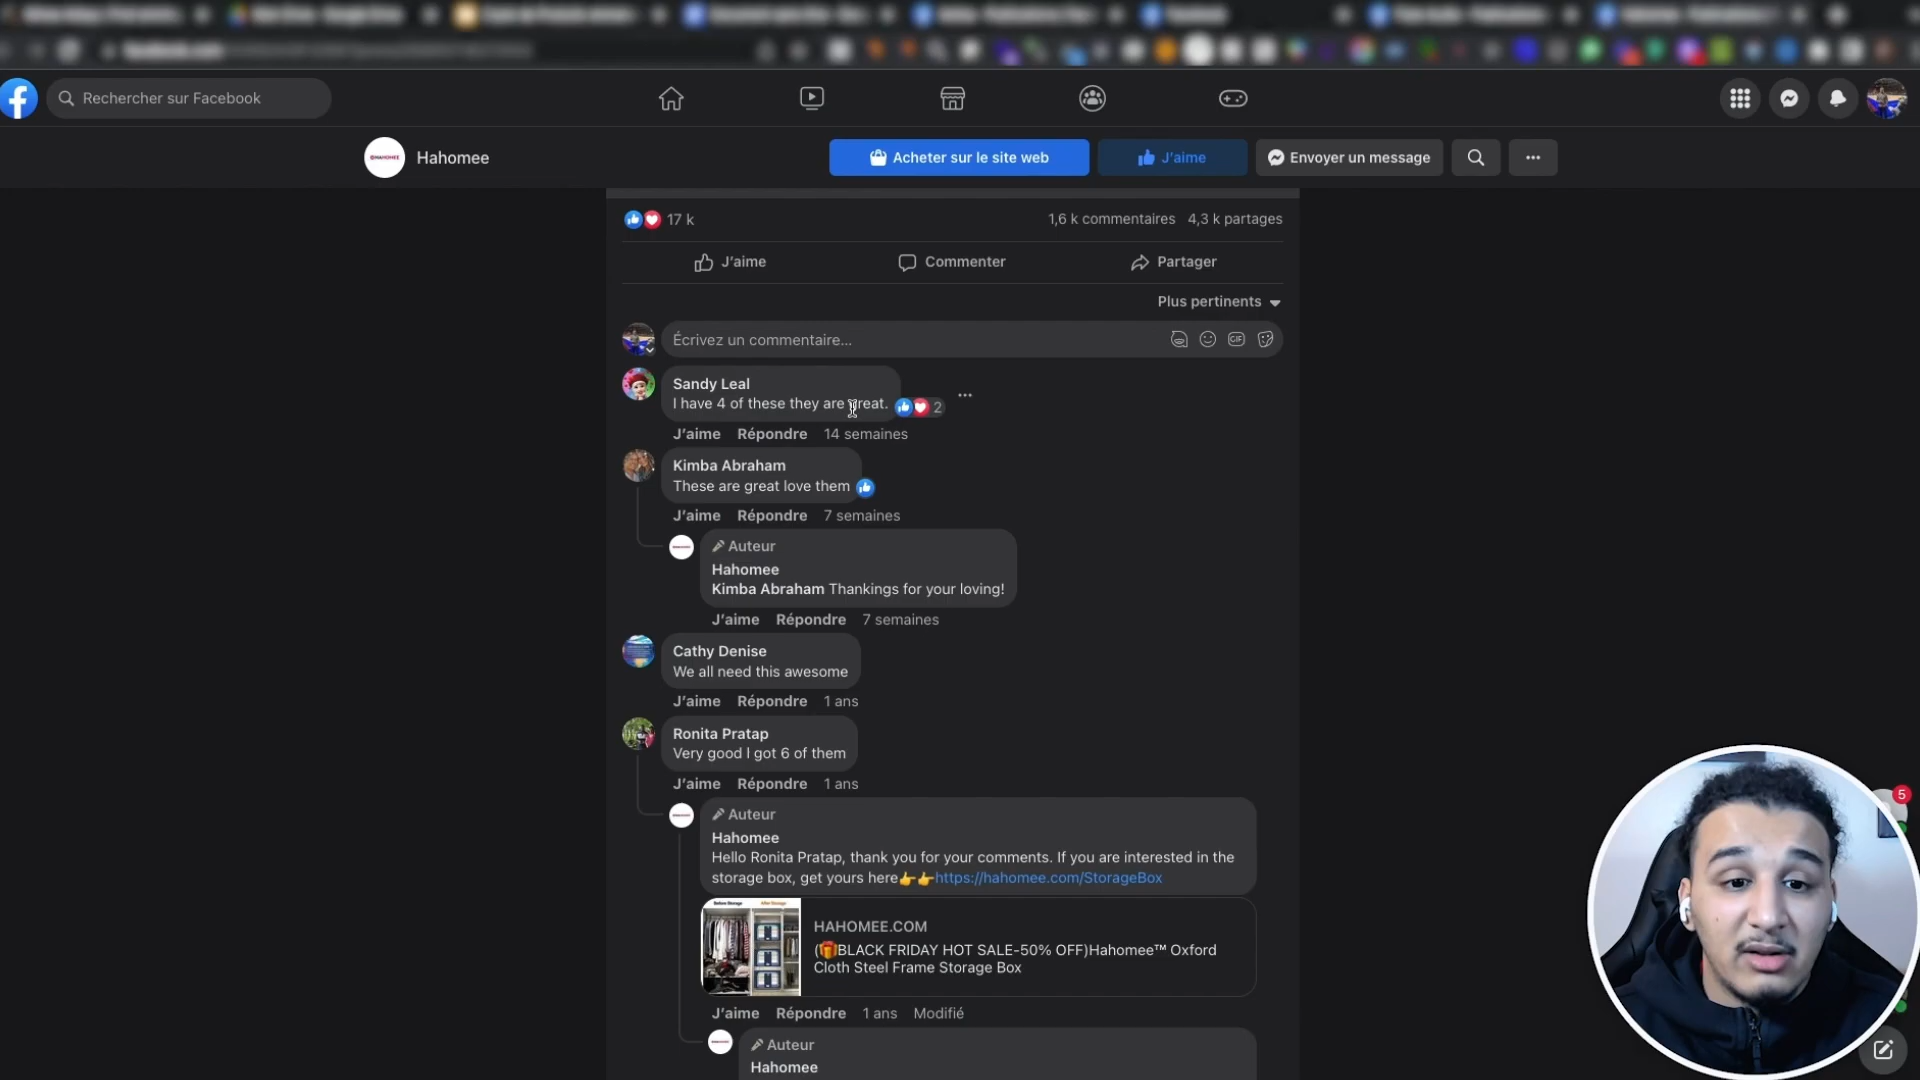 facebook.com
Rechercher sur Facebook
Hahomee
Acheter sur le site web
J'aime
Envoyer un message
17 k
1,6 k commentaires
4,3 k partages
J'aime
Commenter
Partager
Plus pertinents
Écrivez un commentaire...
GIF
Sandy Leal
I have 4 of these they are great.
2
J'aime Répondre 14 semaines
Kimba Abraham
These are great love them
J'aime Répondre 7 semaines
Auteur
Hahomee
Kimba Abraham Thankings for your loving!
J'aime Répondre 7 semaines
Cathy Denise
We all need this awesome
J'aime Répondre 1 ans
Ronita Pratap
Very good I got 6 of them
J'aime Répondre 1 ans
Auteur
Hahomee
Hello Ronita Pratap, thank you for your comments. If you are interested in the
storage box, get yours here👉👉https://hahomee.com/StorageBox
Before Storage After Storage
HAHOMEE.COM
(🎁BLACK FRIDAY HOT SALE-50% OFF)Hahomee™ Oxford
Cloth Steel Frame Storage Box
J'aime Répondre 1 ans Modifié
Auteur
Hahomee
5